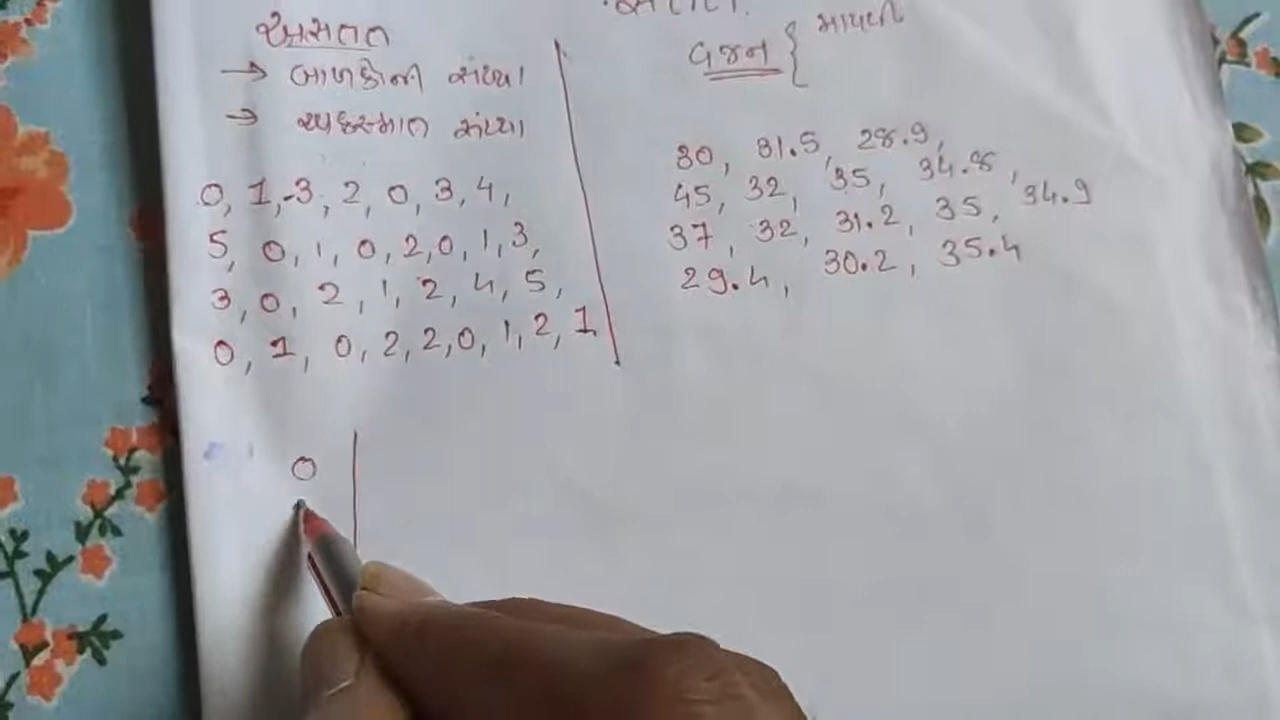 અસતત
→ બાળકોની સંખ્યા
→ અકસ્માત સંખ્યા
0, 1, 3, 2, 0, 3, 4,
5, 0, 1, 0, 2, 0, 1, 3,
3, 0, 2, 1, 2, 4, 5,
0, 1, 0, 2, 2, 0, 1, 2, 1
0
વજન {
30, 31.5, 28.9,
45, 32, 35, 34.8,
37, 32, 31.2, 35, 34.9
29.4, 30.2, 35.4